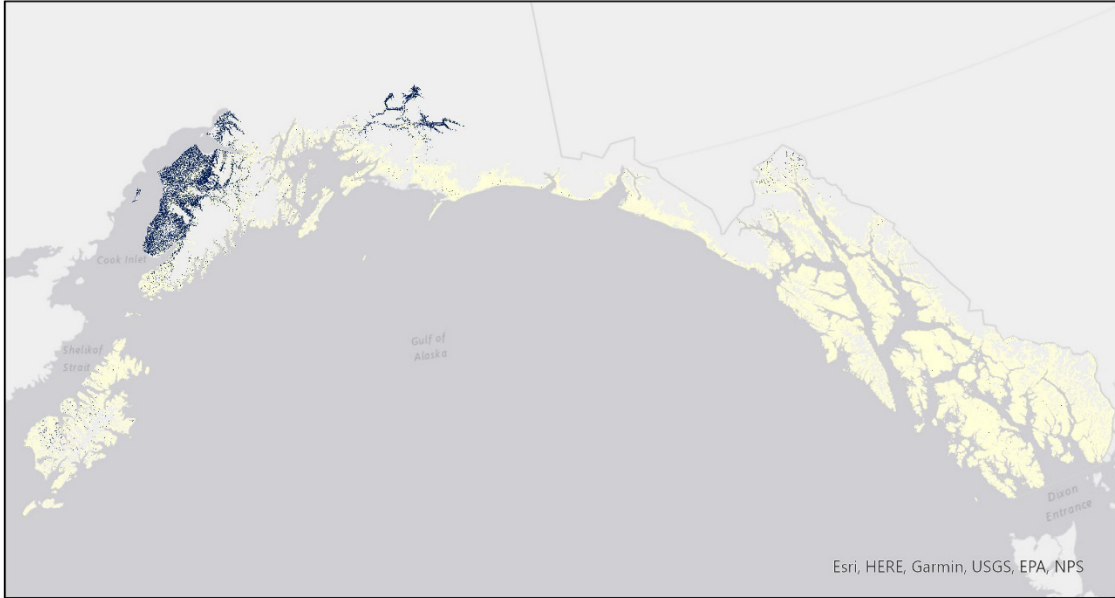 Cook Inlet
Shelikof
Strait
Gulf of
Alaska
Dixon
Entrance
Esri, HERE, Garmin, USGS, EPA, NPS